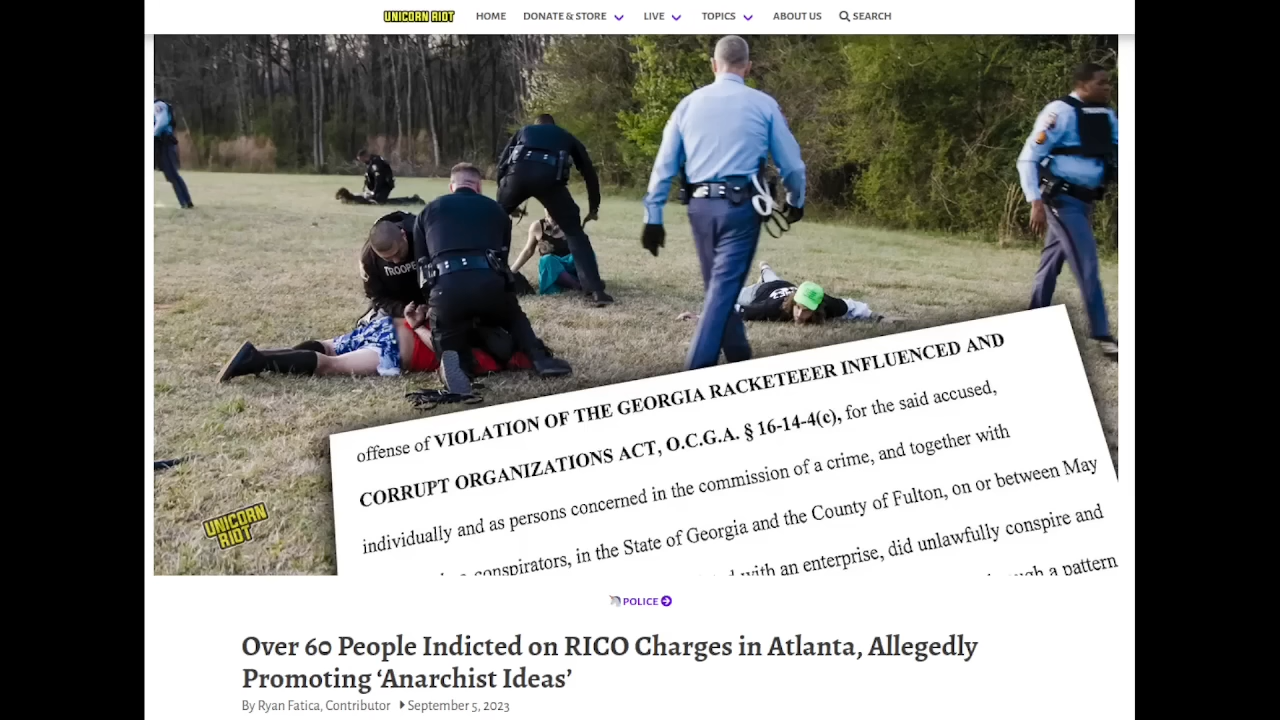 UNICORN RIOT HOME DONATE & STORE LIVE TOPICS ABOUT US SEARCH
TROOPER
offense of VIOLATION OF THE GEORGIA RACKETEEER INFLUENCED AND
CORRUPT ORGANIZATIONS ACT, O.C.G.A. § 16-14-4(c), for the said accused,
individually and as persons concerned in the commission of a crime, and together with
conspirators, in the State of Georgia and the County of Fulton, on or between May
with an enterprise, did unlawfully conspire and
a pattern
UNICORN
RIOT
POLICE
Over 60 People Indicted on RICO Charges in Atlanta, Allegedly
Promoting ‘Anarchist Ideas’
By Ryan Fatica, Contributor September 5, 2023